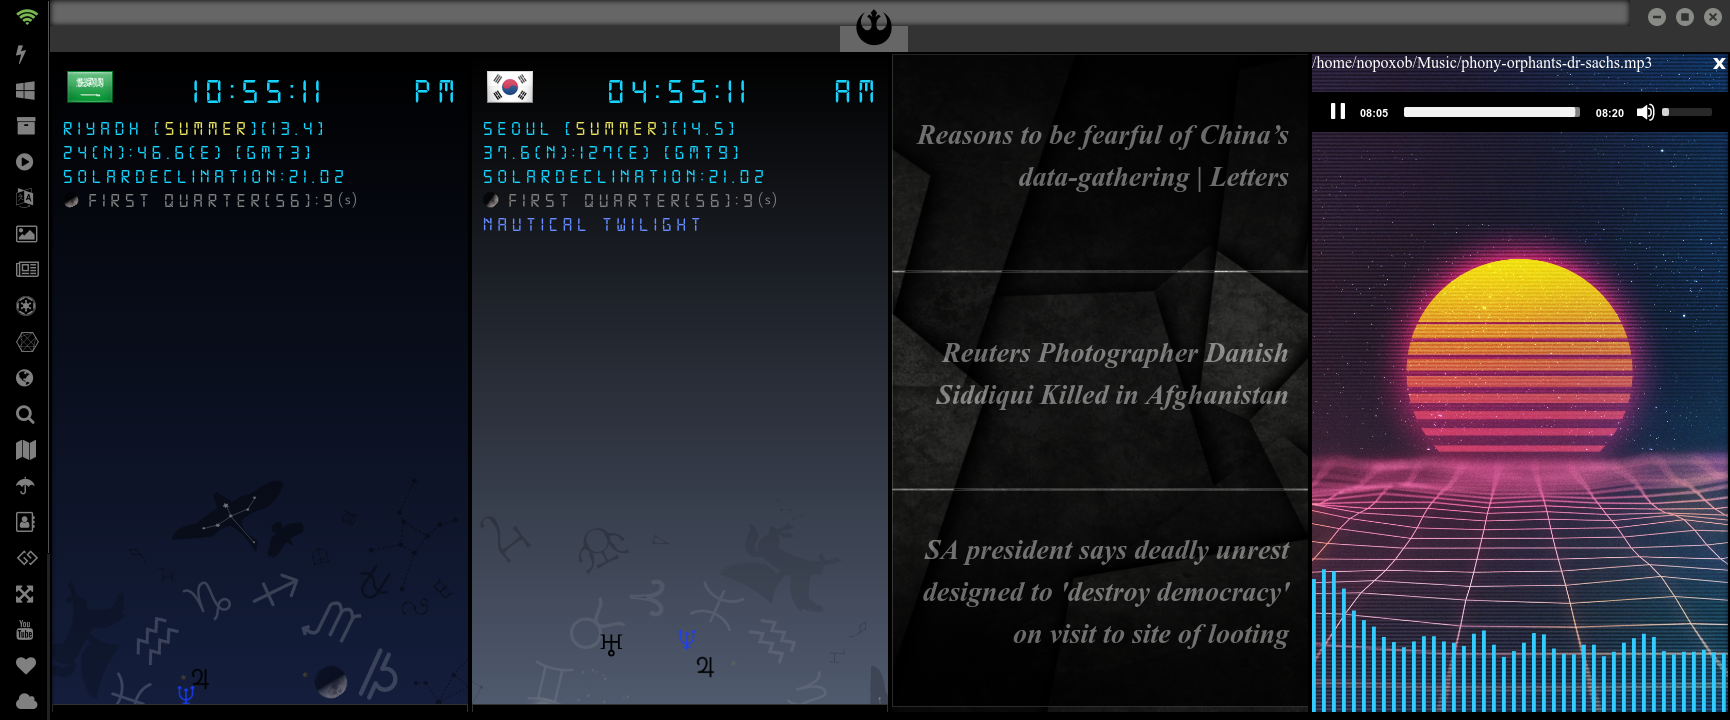 10:55:11 PM
RIYADH [SUMMER][13.4]
24(N):46.6(E) [GMT3]
SOLARDECLINATION:21.02
FIRST QUARTER[56]:9(s)
04:55:11 AM
SEOUL [SUMMER][14.5]
37.6(N):127(E) [GMT9]
SOLARDECLINATION:21.02
FIRST QUARTER[56]:9(s)
NAUTICAL TWILIGHT
Reasons to be fearful of China’s
data-gathering | Letters
Reuters Photographer Danish
Siddiqui Killed in Afghanistan
SA president says deadly unrest
designed to 'destroy democracy'
on visit to site of looting
/home/nopoxob/Music/phony-orphants-dr-sachs.mp3 x
08:05 08:20
You
Tube